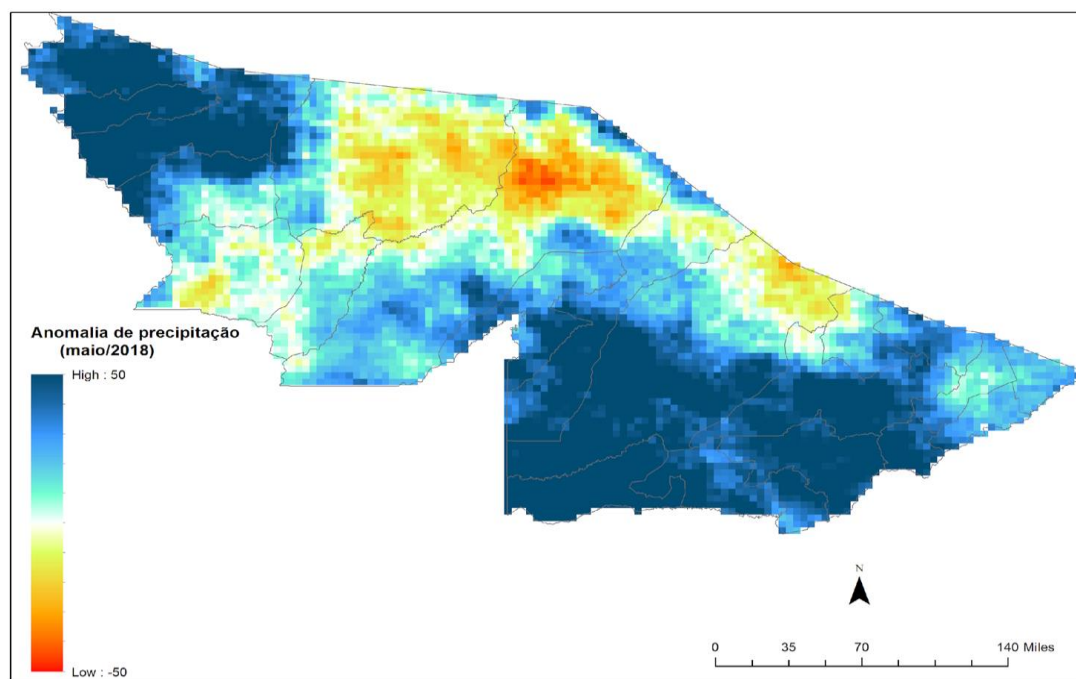 Anomalia de precipitação
(maio/2018)
High : 50
Low : -50
N
0 35 70 140 Miles